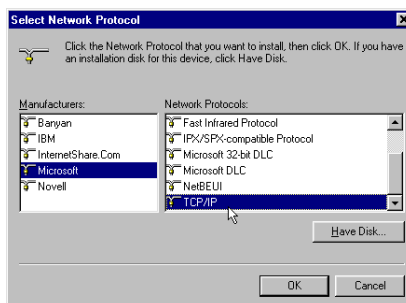 Select Network Protocol
Click the Network Protocol that you want to install, then click OK. If you have
an installation disk for this device, click Have Disk.
Manufacturers:
Banyan
IBM
InternetShare.Com
Microsoft
Novell
Network Protocols:
Fast Infrared Protocol
IPX/SPX-compatible Protocol
Microsoft 32-bit DLC
Microsoft DLC
NetBEUI
TCP/IP
Have Disk...
OK
Cancel